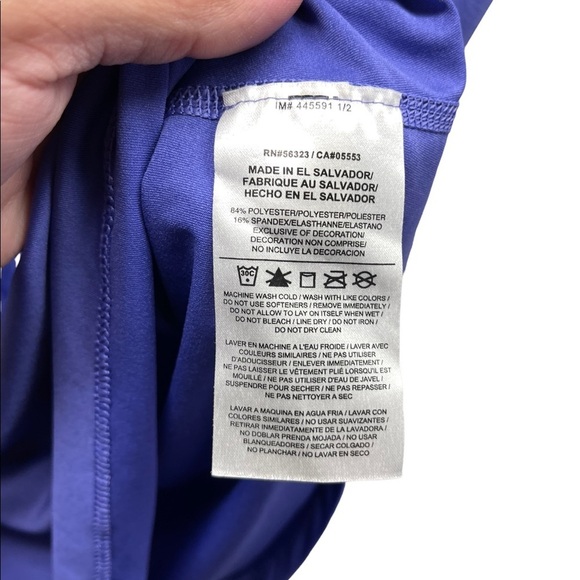 IM# 445591 1/2
RN#56323 / CA#05553
MADE IN EL SALVADOR/
FABRIQUE AU SALVADOR/
HECHO EN EL SALVADOR
84% POLYESTER/POLYESTER/POLIESTER
16% SPANDEX/ELASTHANNE/ELASTANO
EXCLUSIVE OF DECORATION/
DECORATION NON COMPRISE/
NO INCLUYE LA DECORACIÓN
30C
MACHINE WASH COLD / WASH WITH LIKE COLORS /
DO NOT USE SOFTENERS / REMOVE IMMEDIATELY /
DO NOT ALLOW TO LAY ON ITSELF WHEN WET /
DO NOT BLEACH / LINE DRY / DO NOT IRON /
DO NOT DRY CLEAN
LAVER EN MACHINE A L'EAU FROIDE / LAVER AVEC
COULEURS SIMILAIRES / NE PAS UTILISER
D'ADOUCISSEUR / ENLEVER IMMEDIATEMENT /
NE PAS LAISSER LE VÊTEMENT PLIÉ LORSQU'IL EST
MOUILLÉ / NE PAS UTILISER D'EAU DE JAVEL /
SUSPENDRE POUR SECHER / NE PAS REPASSER /
NE PAS NETTOYER A SEC
LAVAR A MAQUINA EN AGUA FRIA / LAVAR CON
COLORES SIMILARES / NO USAR SUAVIZANTES /
RETIRAR INMEDIATAMENTE DE LA LAVADORA /
NO DOBLAR PRENDA MOJADA / NO USAR
BLANQUEADORES / SECAR COLGADO /
NO PLANCHAR / NO LAVAR EN SECO